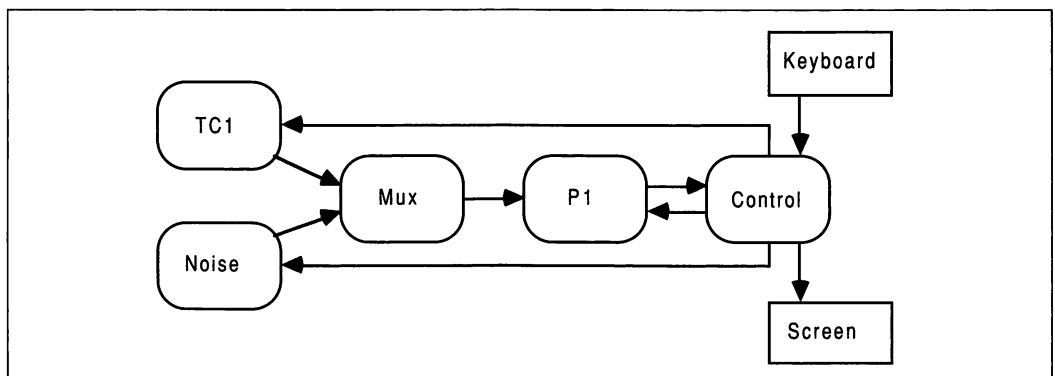 Keyboard
TC1
Mux
P1
Control
Noise
Screen